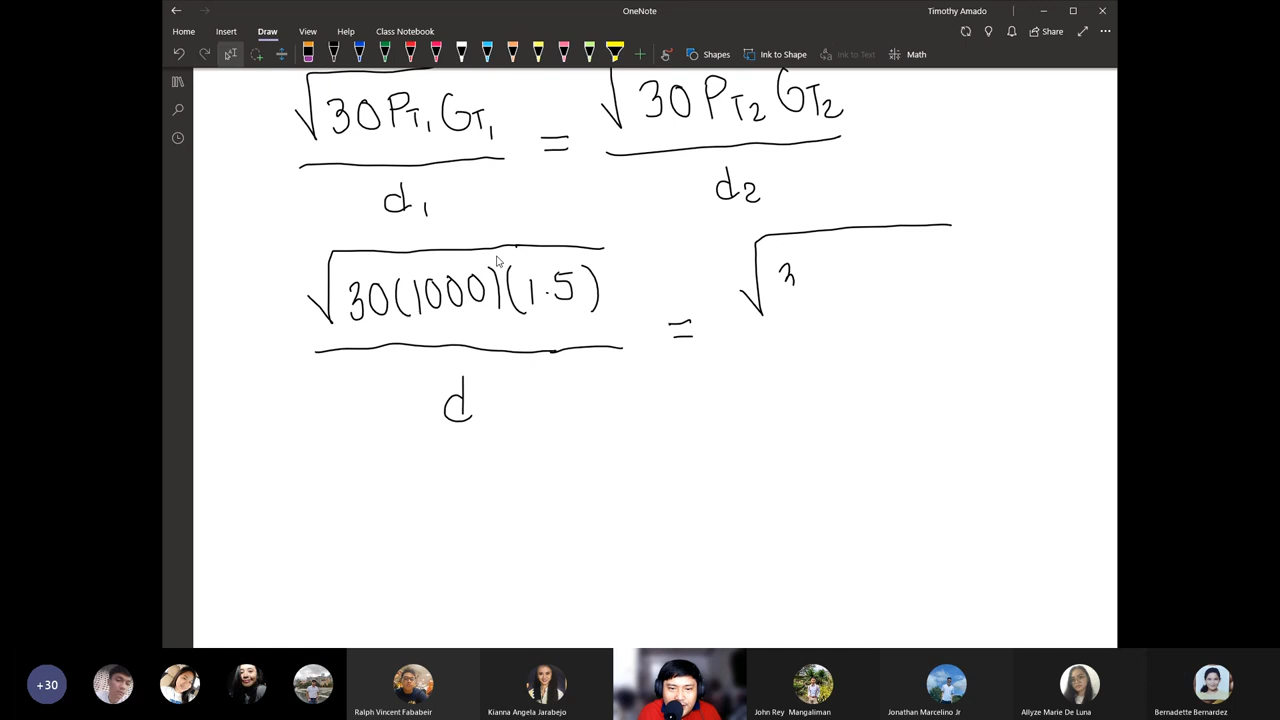 OneNote
Timothy Amado
Home Insert Draw View Help Class Notebook
Share
Shapes Ink to Shape Ink to Text Math
√30 PT₁ GT₁ / d₁ = √30 PT₂ GT₂ / d₂
√30(1000)(1.5) / d = √3
+30
Ralph Vincent Fababeir
Kianna Angela Jarabejo
John Rey Mangaliman
Jonathan Marcelino Jr
Allyze Marie De Luna
Bernadette Bernardez